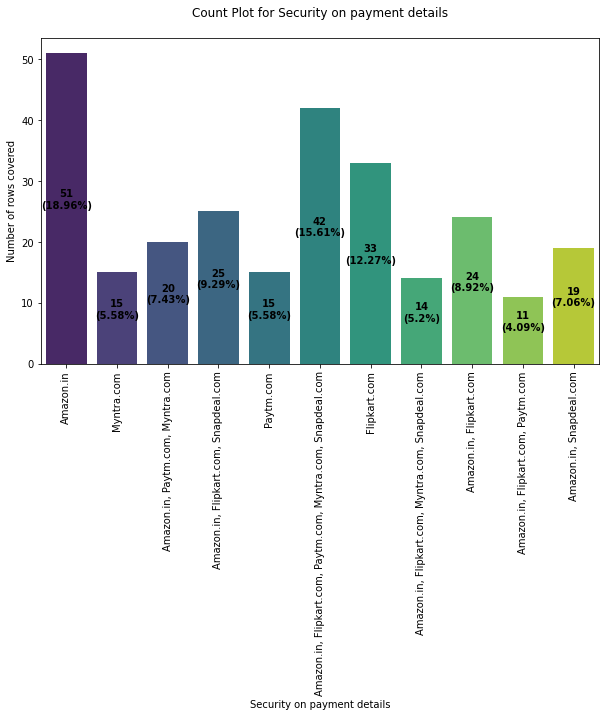 Count Plot for Security on payment details
Number of rows covered
50
40
30
20
10
0
51
(18.96%)
15
(5.58%)
20
(7.43%)
25
(9.29%)
15
(5.58%)
42
(15.61%)
33
(12.27%)
14
(5.2%)
24
(8.92%)
11
(4.09%)
19
(7.06%)
Amazon.in
Myntra.com
Amazon.in, Paytm.com, Myntra.com
Amazon.in, Flipkart.com, Snapdeal.com
Paytm.com
Amazon.in, Flipkart.com, Paytm.com, Myntra.com, Snapdeal.com
Flipkart.com
Amazon.in, Flipkart.com, Myntra.com, Snapdeal.com
Amazon.in, Flipkart.com
Amazon.in, Flipkart.com, Paytm.com
Amazon.in, Snapdeal.com
Security on payment details